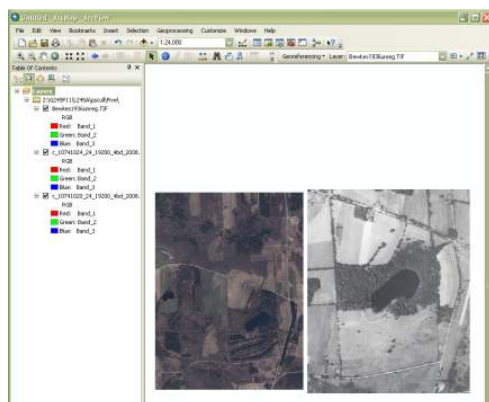 Untitled - ArcMap - ArcView
File Edit View Bookmarks Insert Selection Geoprocessing Customize Windows Help
1:24,000
Georeferencing Layer:
Table Of Contents
Layers
RGB
Red: Band_1
Green: Band_2
Blue: Band_3
c_10741024_24_19200_4bd_2006.
RGB
Red: Band_1
Green: Band_2
Blue: Band_3
c_10741020_24_19200_4bd_2006.
RGB
Red: Band_1
Green: Band_2
Blue: Band_3